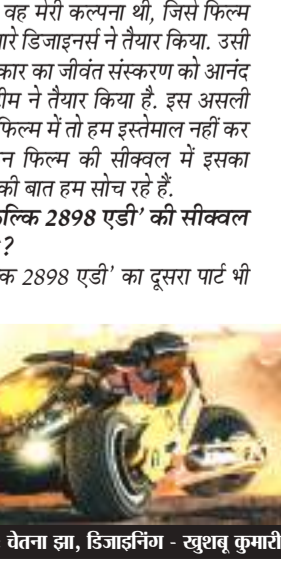 वह मेरी कल्पना थी, जिसे फिल्म
रे डिजाइनर्स ने तैयार किया. उसी
कार का जीवंत संस्करण को आनंद
ीम ने तैयार किया है. इस असली
फिल्म में तो हम इस्तेमाल नहीं कर
न फिल्म की सीक्वल में इसका
की बात हम सोच रहे हैं.
ल्कि 2898 एडी’ की सीक्वल
?
क 2898 एडी’ का दूसरा पार्ट भी
चेतना झा, डिजाइनिंग - खुशबू कुमारी